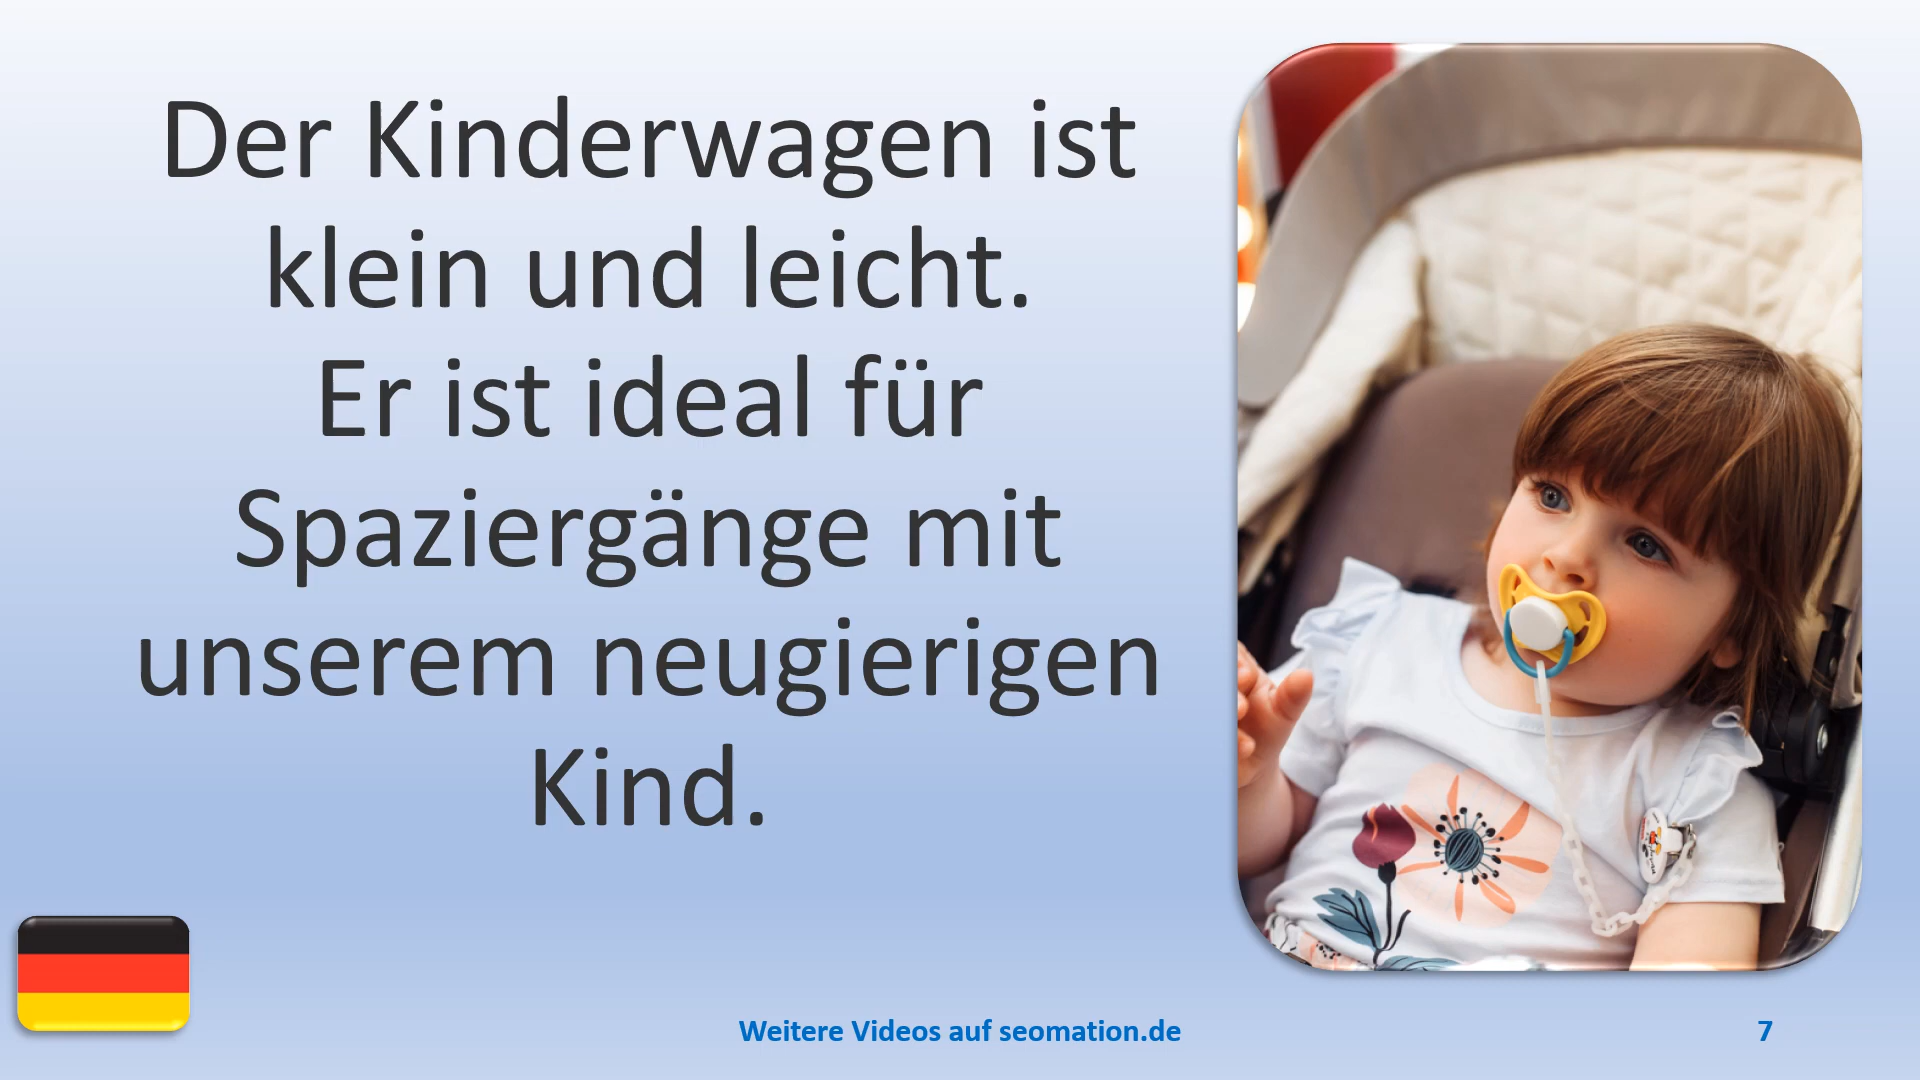 Der Kinderwagen ist
klein und leicht.
Er ist ideal für
Spaziergänge mit
unserem neugierigen
Kind.
Weitere Videos auf seomation.de
7